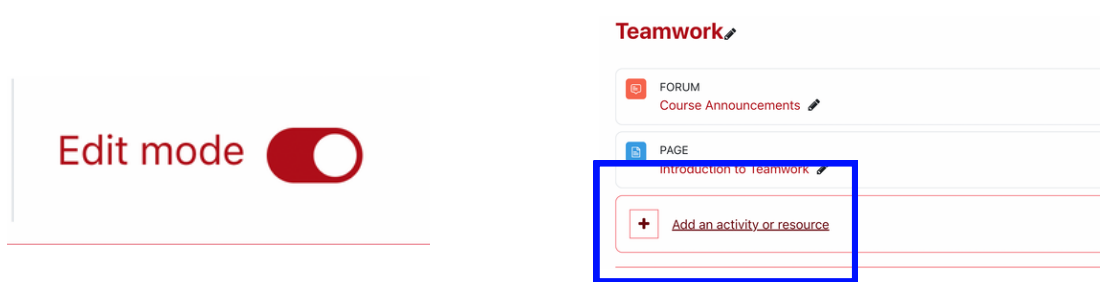 Edit mode
Teamwork
FORUM
Course Announcements
PAGE
Introduction to Teamwork
Add an activity or resource